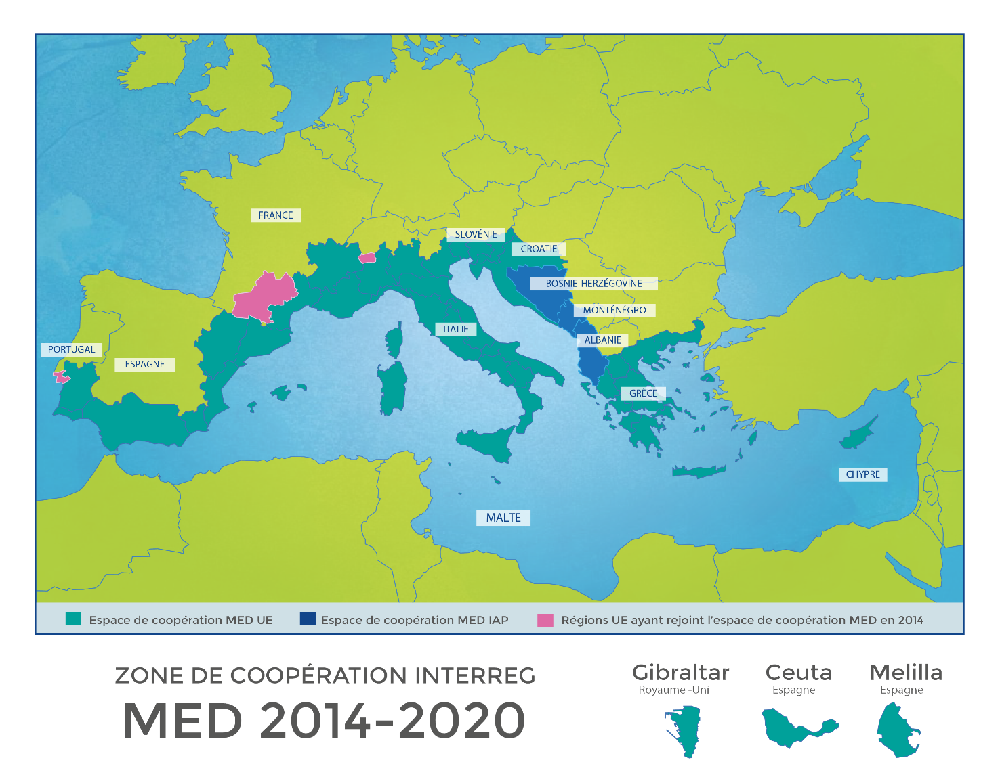 FRANCE
SLOVÉNIE
CROATIE
BOSNIE-HERZÉGOVINE
MONTÉNÉGRO
ITALIE
ALBANIE
PORTUGAL
ESPAGNE
GRÈCE
CHYPRE
MALTE
Espace de coopération MED UE
Espace de coopération MED IAP
Régions UE ayant rejoint l'espace de coopération MED en 2014
ZONE DE COOPÉRATION INTERREG
MED 2014-2020
Gibraltar
Royaume -Uni
Ceuta
Espagne
Melilla
Espagne